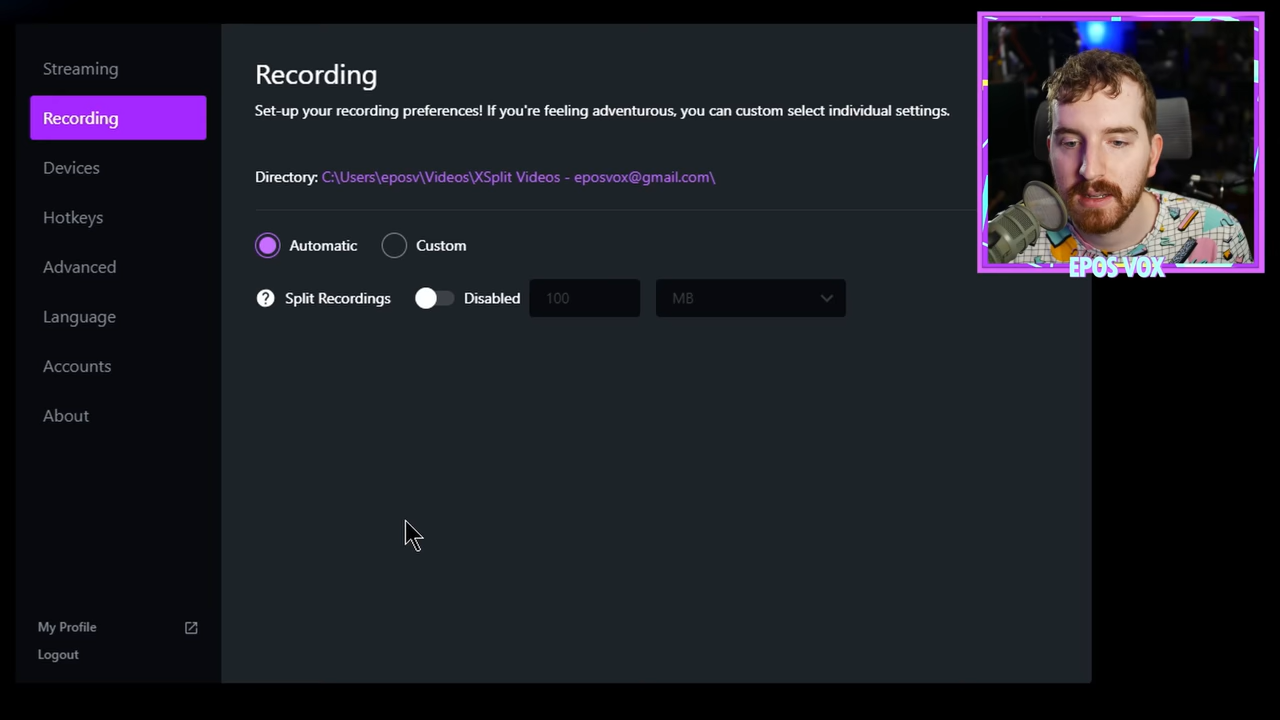 Streaming
Recording
Devices
Hotkeys
Advanced
Language
Accounts
About
My Profile
Logout
Recording
Set-up your recording preferences! If you're feeling adventurous, you can custom select individual settings.
Directory: C:\Users\eposv\Videos\XSplit Videos - eposvox@gmail.com\
Automatic Custom
? Split Recordings Disabled 100 MB
EPOS VOX